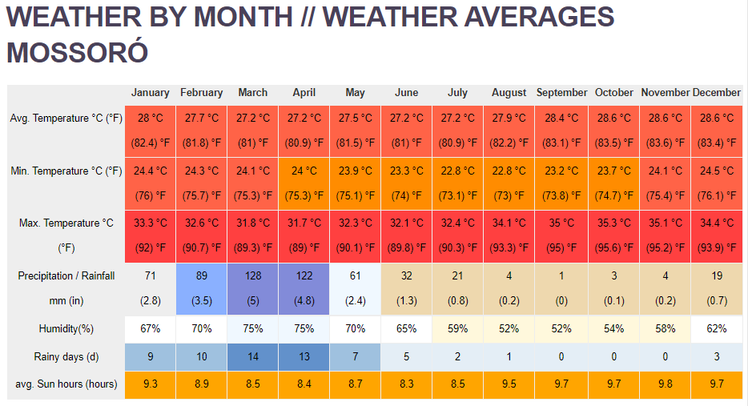 WEATHER BY MONTH // WEATHER AVERAGES
MOSSORÓ
January February March April May June July August September October November December
Avg. Temperature °C (°F) 28 °C 27.7 °C 27.2 °C 27.2 °C 27.5 °C 27.2 °C 27.2 °C 27.9 °C 28.4 °C 28.6 °C 28.6 °C 28.6 °C
(82.4) °F (81.8) °F (81) °F (80.9) °F (81.5) °F (81) °F (80.9) °F (82.2) °F (83.1) °F (83.5) °F (83.6) °F (83.4) °F
Min. Temperature °C (°F) 24.4 °C 24.3 °C 24.1 °C 24 °C 23.9 °C 23.3 °C 22.8 °C 22.8 °C 23.2 °C 23.7 °C 24.1 °C 24.5 °C
(76) °F (75.7) °F (75.3) °F (75.3) °F (75.1) °F (74) °F (73.1) °F (73) °F (73.8) °F (74.7) °F (75.4) °F (76.1) °F
Max. Temperature °C 33.3 °C 32.6 °C 31.8 °C 31.7 °C 32.3 °C 32.1 °C 32.4 °C 34.1 °C 35 °C 35.3 °C 35.1 °C 34.4 °C
(°F) (92) °F (90.7) °F (89.3) °F (89) °F (90.1) °F (89.8) °F (90.3) °F (93.3) °F (95) °F (95.6) °F (95.2) °F (93.9) °F
Precipitation / Rainfall 71 89 128 122 61 32 21 4 1 3 4 19
mm (in) (2.8) (3.5) (5) (4.8) (2.4) (1.3) (0.8) (0.2) (0) (0.1) (0.2) (0.7)
Humidity(%) 67% 70% 75% 75% 70% 65% 59% 52% 52% 54% 58% 62%
Rainy days (d) 9 10 14 13 7 5 2 1 0 0 0 3
avg. Sun hours (hours) 9.3 8.9 8.5 8.4 8.7 8.3 8.5 9.5 9.7 9.7 9.8 9.7